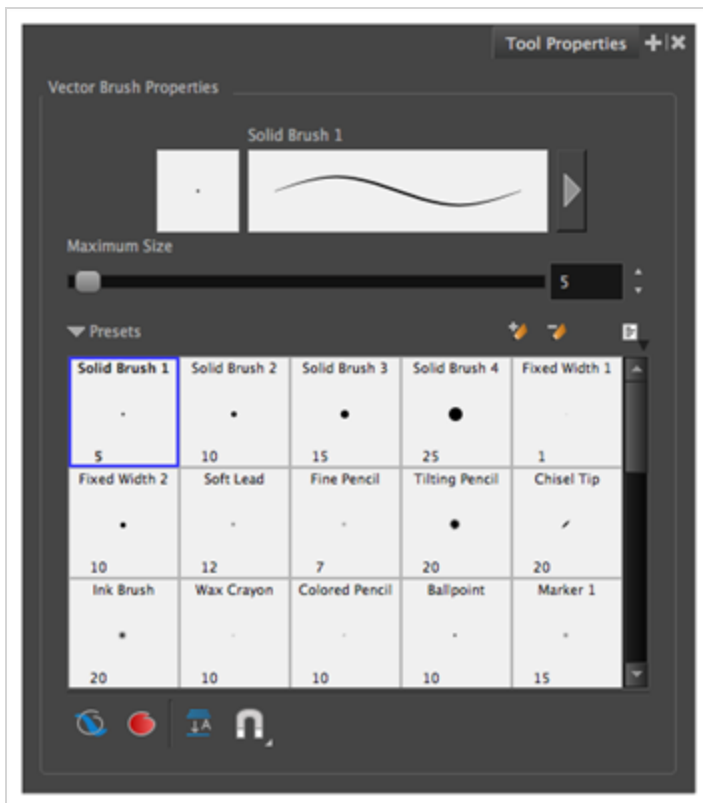 Tool Properties
Vector Brush Properties
Solid Brush 1
Maximum Size
5
Presets
Solid Brush 1 Solid Brush 2 Solid Brush 3 Solid Brush 4 Fixed Width 1
5 10 15 25 1
Fixed Width 2 Soft Lead Fine Pencil Tilting Pencil Chisel Tip
10 12 7 20 20
Ink Brush Wax Crayon Colored Pencil Ballpoint Marker 1
20 10 10 10 15
A